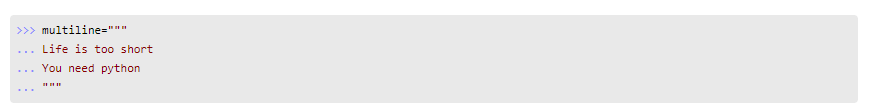 >>> multiline="""
... Life is too short
... You need python
... """